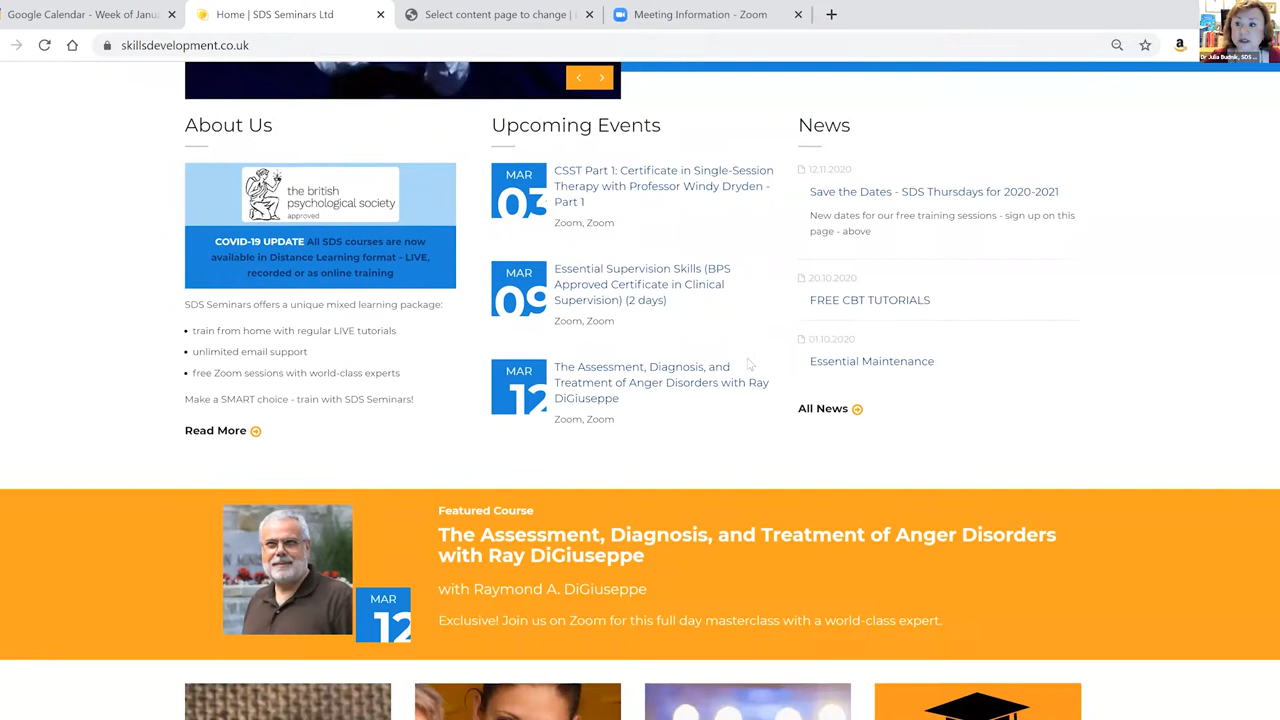 Google Calendar - Week of Janu
Home | SDS Seminars Ltd
Select content page to change |
Meeting Information - Zoom
skillsdevelopment.co.uk
About Us
the british
psychological society
approved
COVID-19 UPDATE All SDS courses are now
available in Distance Learning format - LIVE,
recorded or as online training
SDS Seminars offers a unique mixed learning package:
train from home with regular LIVE tutorials
unlimited email support
free Zoom sessions with world-class experts
Make a SMART choice - train with SDS Seminars!
Read More
Upcoming Events
MAR
03
CSST Part 1: Certificate in Single-Session
Therapy with Professor Windy Dryden -
Part 1
Zoom, Zoom
MAR
09
Essential Supervision Skills (BPS
Approved Certificate in Clinical
Supervision) (2 days)
Zoom, Zoom
MAR
12
The Assessment, Diagnosis, and
Treatment of Anger Disorders with Ray
DiGiuseppe
Zoom, Zoom
News
12.11.2020
Save the Dates - SDS Thursdays for 2020-2021
New dates for our free training sessions - sign up on this
page - above
20.10.2020
FREE CBT TUTORIALS
01.10.2020
Essential Maintenance
All News
MAR
12
Featured Course
The Assessment, Diagnosis, and Treatment of Anger Disorders
with Ray DiGiuseppe
with Raymond A. DiGiuseppe
Exclusive! Join us on Zoom for this full day masterclass with a world-class expert.